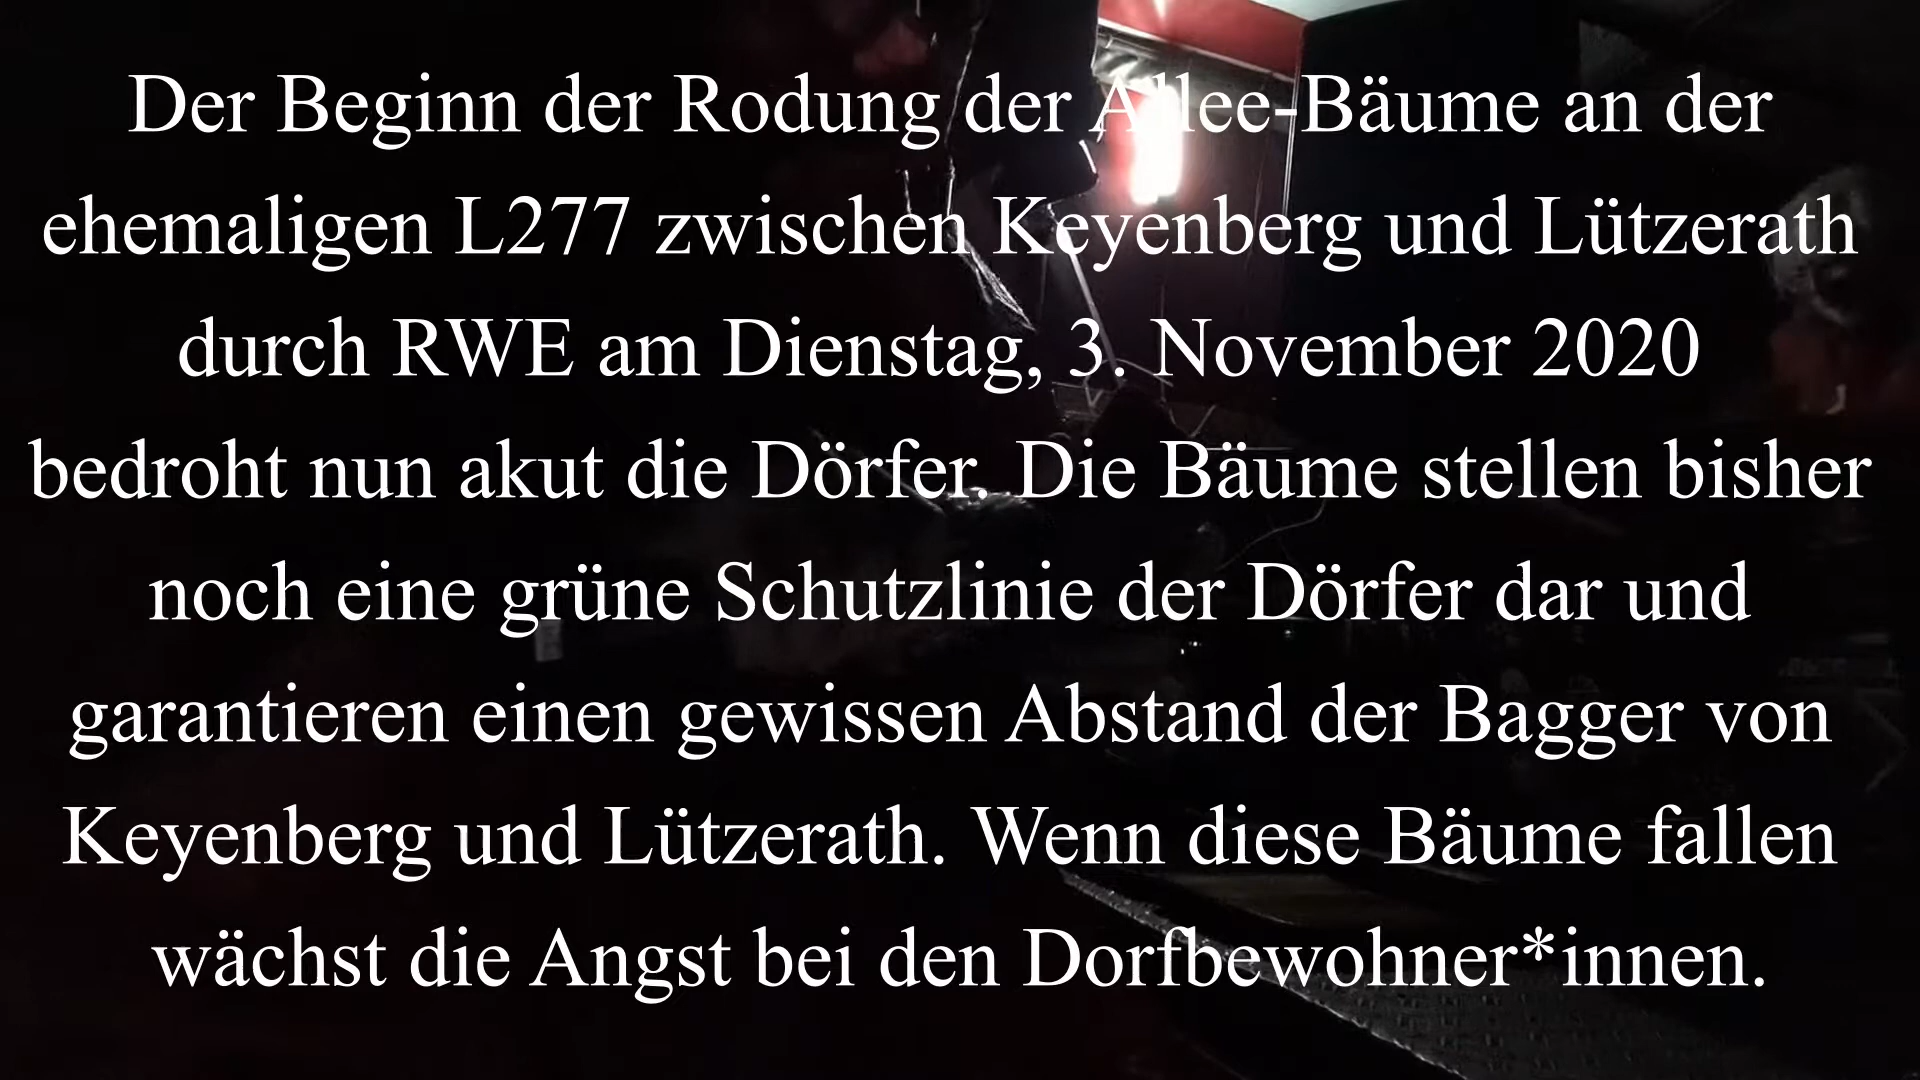 Der Beginn der Rodung der Allee-Bäume an der
ehemaligen L277 zwischen Keyenberg und Lützerath
durch RWE am Dienstag, 3. November 2020
bedroht nun akut die Dörfer. Die Bäume stellen bisher
noch eine grüne Schutzlinie der Dörfer dar und
garantieren einen gewissen Abstand der Bagger von
Keyenberg und Lützerath. Wenn diese Bäume fallen
wächst die Angst bei den Dorfbewohner*innen.